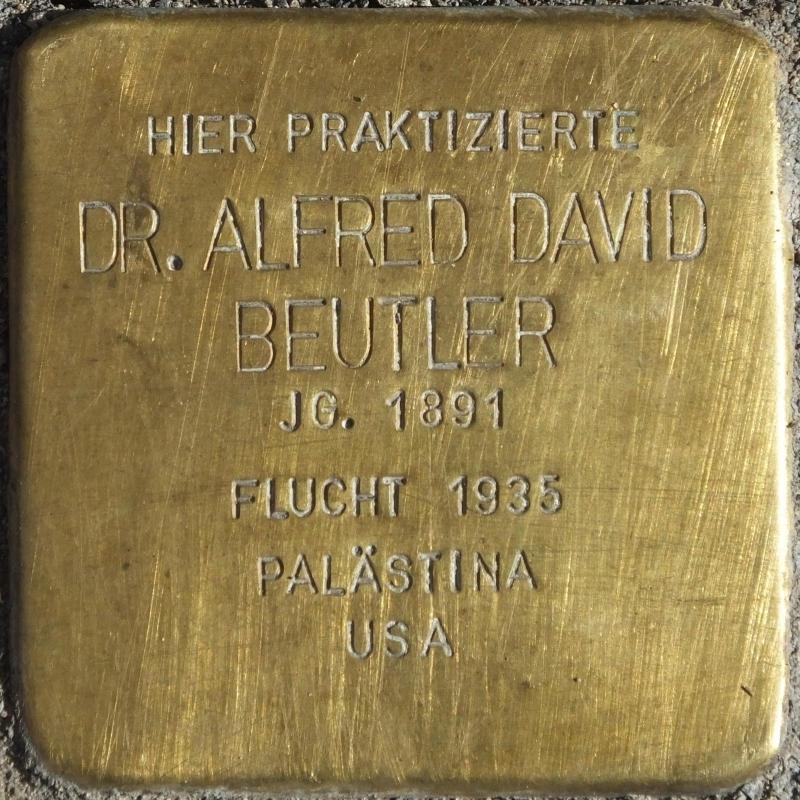 HIER PRAKTIZIERTE
DR. ALFRED DAVID
BEUTLER
JG. 1891
FLUCHT 1935
PALÄSTINA
USA